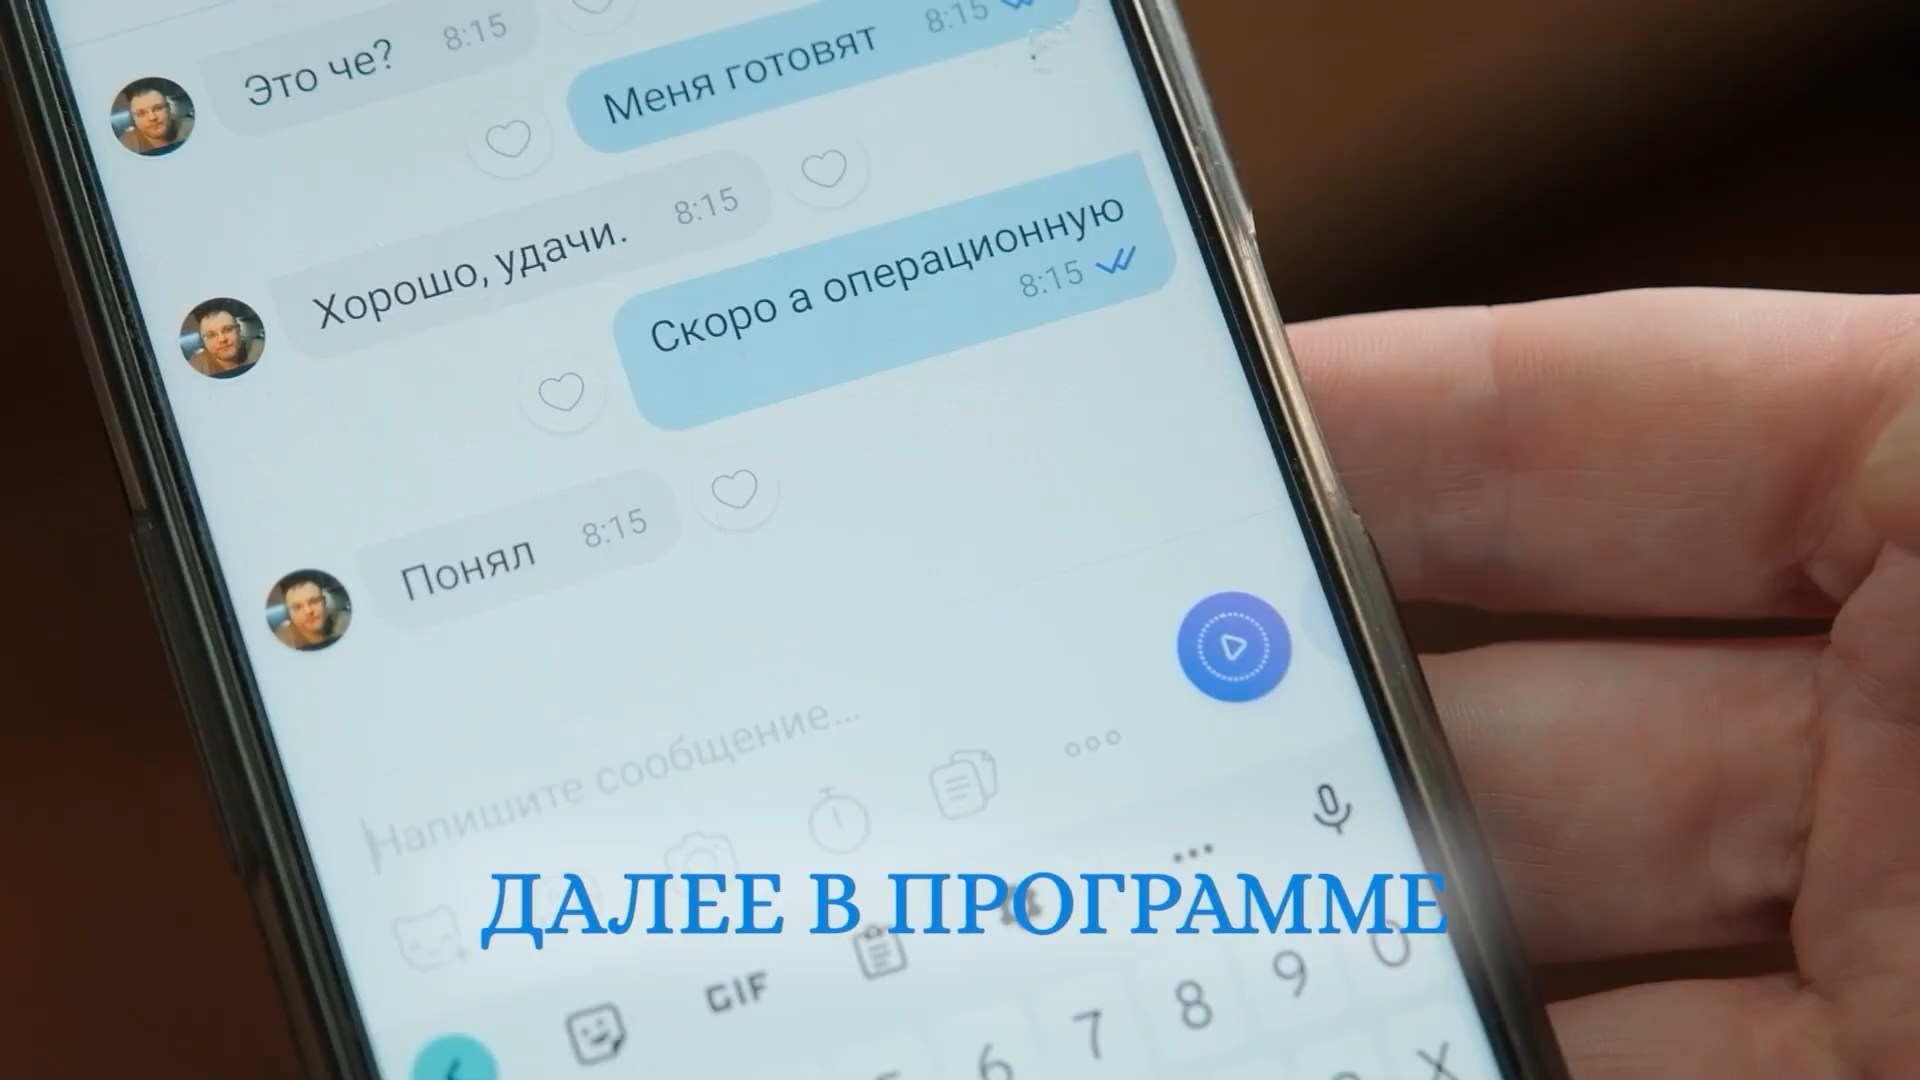 8:15
Это че?
8:15
Меня готовят
8:15
Хорошо, удачи.
Скоро а операционную
8:15
8:15
Понял
Напишите сообщение...
ДАЛЕЕ В ПРОГРАММЕ
GIF
6 7 8 9 0